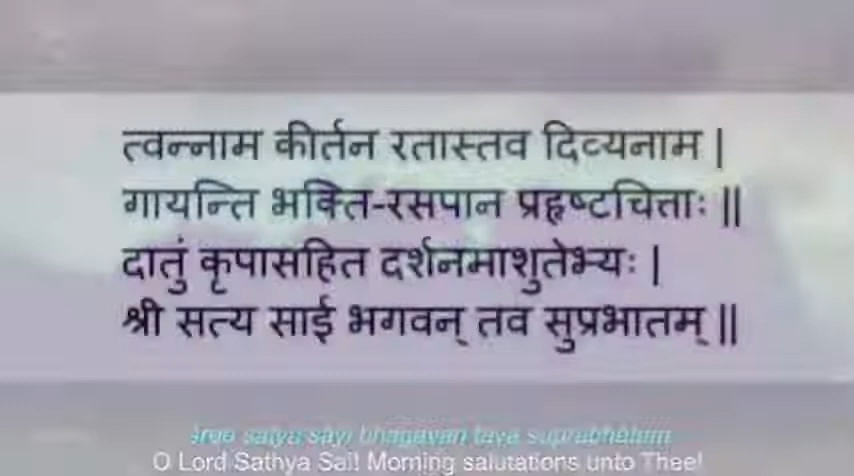 त्वन्नाम कीर्तन रतास्तव दिव्यनाम |
गायन्ति भक्ति-रसपान प्रहृष्टचित्ताः ||
दातुं कृपासहित दर्शनमाशुतेभ्यः |
श्री सत्य साई भगवन् तव सुप्रभातम् ||
sree satya sayi bhagavan tava suprabhatam
O Lord Sathya Sai! Morning salutations unto Thee!